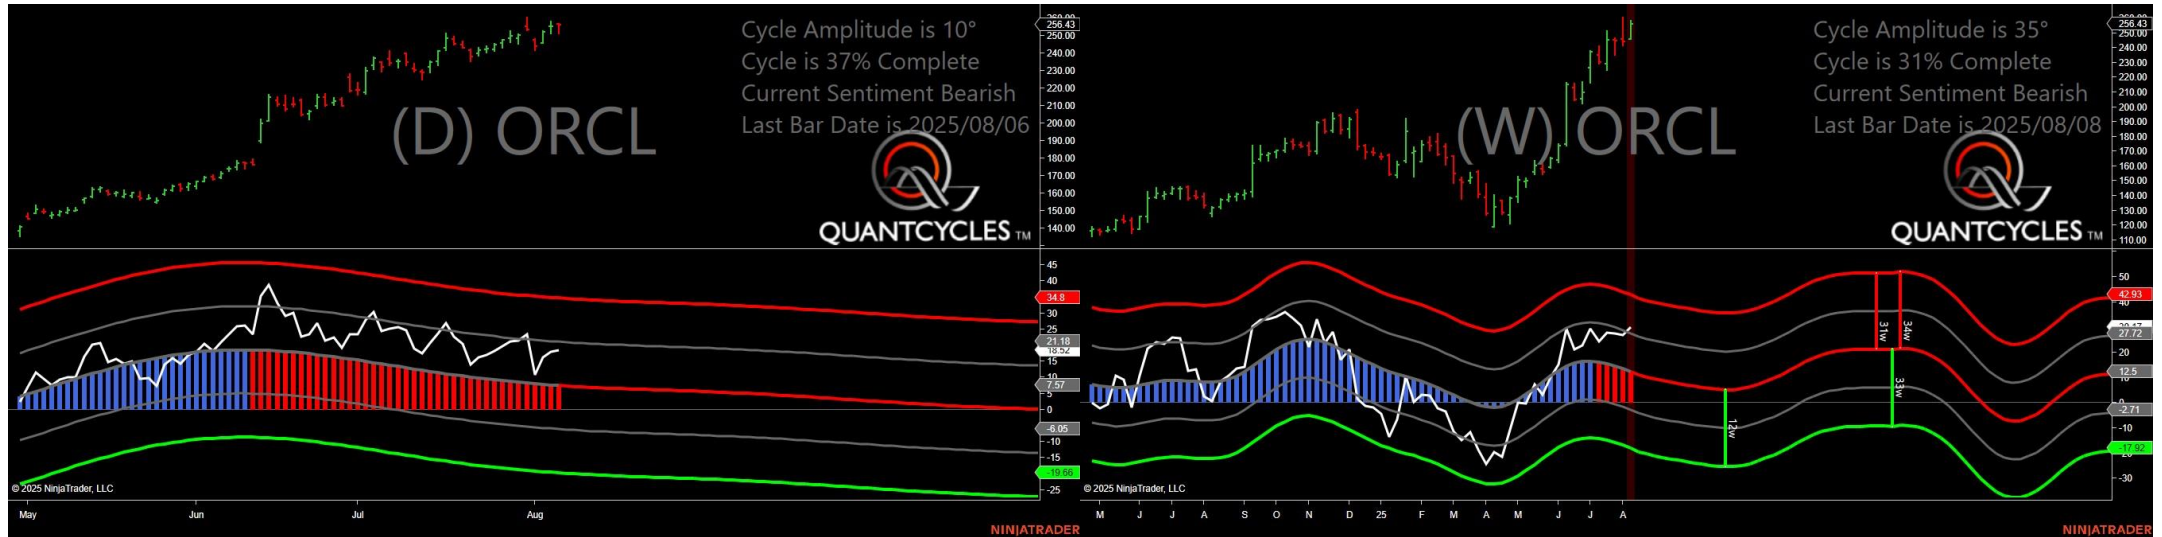 Cycle Amplitude is 10°
Cycle is 37% Complete
Current Sentiment Bearish
Last Bar Date is 2025/08/06
(D) ORCL
QUANTCYCLES TM
260.00
256.43
250.00
240.00
230.00
220.00
210.00
200.00
190.00
180.00
170.00
160.00
150.00
140.00
45
40
34.8
30
25
21.18
18.52
15
10
7.57
5
0
-6.05
-10
-15
-19.66
-25
© 2025 NinjaTrader, LLC
May Jun Jul Aug
NINJATRADER
Cycle Amplitude is 35°
Cycle is 31% Complete
Current Sentiment Bearish
Last Bar Date is 2025/08/08
(W) ORCL
QUANTCYCLES TM
260.00
256.43
250.00
240.00
230.00
220.00
210.00
200.00
190.00
180.00
170.00
160.00
150.00
140.00
130.00
120.00
110.00
50
40
42.93
27.72
20
12.5
10
0
-2.71
-10
-17.92
-30
31w
34w
33w
12w
© 2025 NinjaTrader, LLC
M J J A S O N D 25 F M A M J J A
NINJATRADER